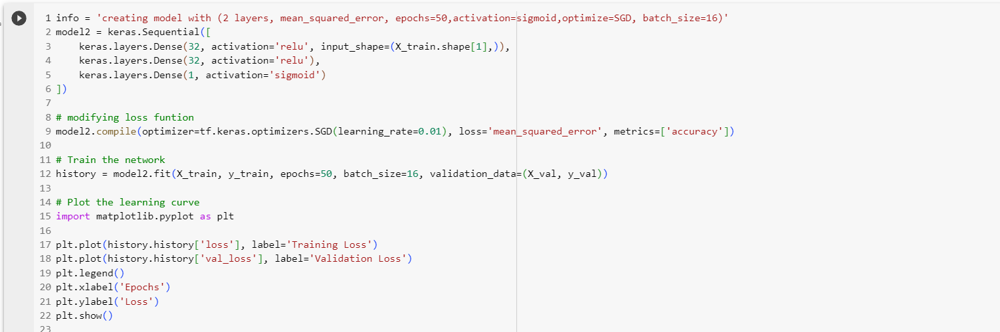 1 info = 'creating model with (2 layers, mean_squared_error, epochs=50,activation=sigmoid,optimize=SGD, batch_size=16)'
2 model2 = keras.Sequential([
3     keras.layers.Dense(32, activation='relu', input_shape=(X_train.shape[1],)),
4     keras.layers.Dense(32, activation='relu'),
5     keras.layers.Dense(1, activation='sigmoid')
6 ])
7
8 # modifying loss funtion
9 model2.compile(optimizer=tf.keras.optimizers.SGD(learning_rate=0.01), loss='mean_squared_error', metrics=['accuracy'])
10
11 # Train the network
12 history = model2.fit(X_train, y_train, epochs=50, batch_size=16, validation_data=(X_val, y_val))
13
14 # Plot the learning curve
15 import matplotlib.pyplot as plt
16
17 plt.plot(history.history['loss'], label='Training Loss')
18 plt.plot(history.history['val_loss'], label='Validation Loss')
19 plt.legend()
20 plt.xlabel('Epochs')
21 plt.ylabel('Loss')
22 plt.show()
23